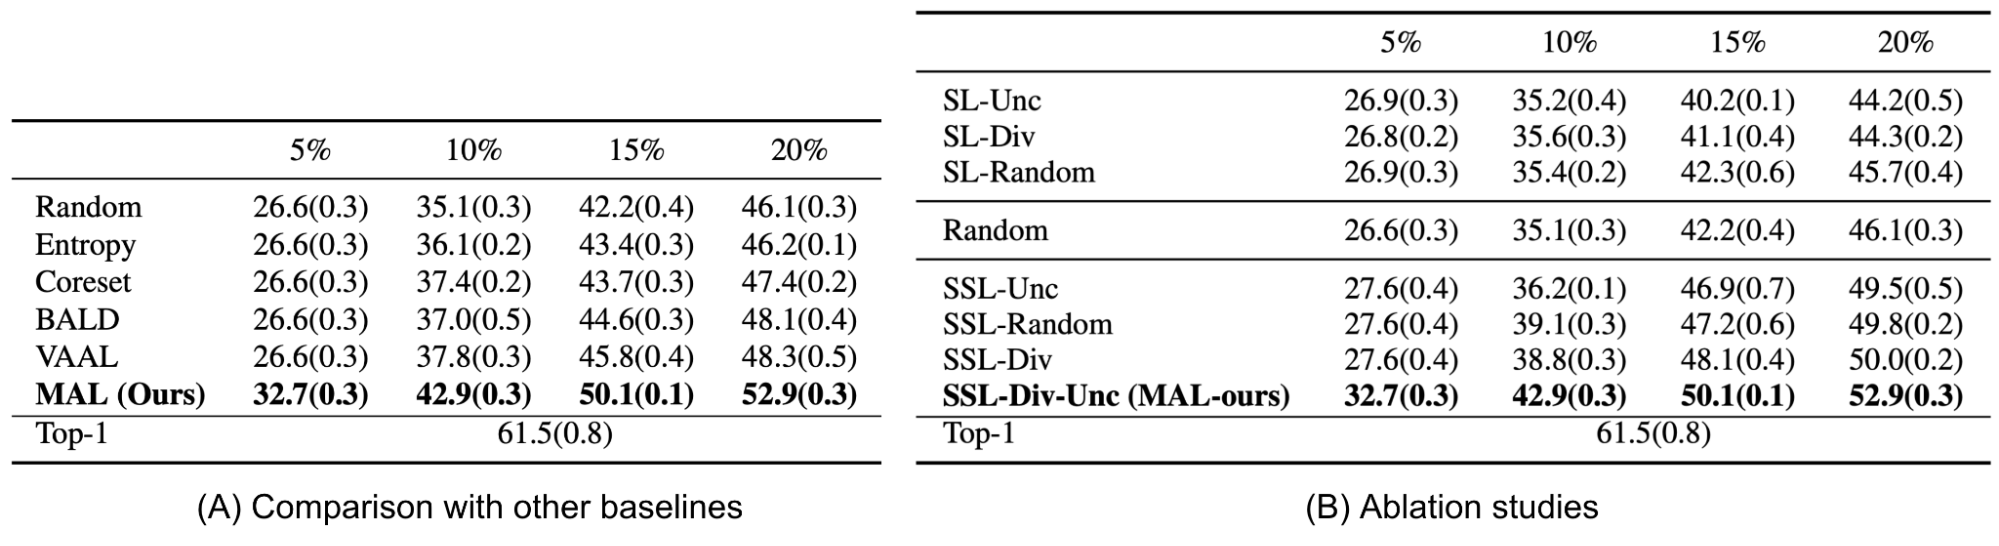 5% 10% 15% 20%
Random 26.6(0.3) 35.1(0.3) 42.2(0.4) 46.1(0.3)
Entropy 26.6(0.3) 36.1(0.2) 43.4(0.3) 46.2(0.1)
Coreset 26.6(0.3) 37.4(0.2) 43.7(0.3) 47.4(0.2)
BALD 26.6(0.3) 37.0(0.5) 44.6(0.3) 48.1(0.4)
VAAL 26.6(0.3) 37.8(0.3) 45.8(0.4) 48.3(0.5)
MAL (Ours) 32.7(0.3) 42.9(0.3) 50.1(0.1) 52.9(0.3)
Top-1 61.5(0.8)
(A) Comparison with other baselines
5% 10% 15% 20%
SL-Unc 26.9(0.3) 35.2(0.4) 40.2(0.1) 44.2(0.5)
SL-Div 26.8(0.2) 35.6(0.3) 41.1(0.4) 44.3(0.2)
SL-Random 26.9(0.3) 35.4(0.2) 42.3(0.6) 45.7(0.4)
Random 26.6(0.3) 35.1(0.3) 42.2(0.4) 46.1(0.3)
SSL-Unc 27.6(0.4) 36.2(0.1) 46.9(0.7) 49.5(0.5)
SSL-Random 27.6(0.4) 39.1(0.3) 47.2(0.6) 49.8(0.2)
SSL-Div 27.6(0.4) 38.8(0.3) 48.1(0.4) 50.0(0.2)
SSL-Div-Unc (MAL-ours) 32.7(0.3) 42.9(0.3) 50.1(0.1) 52.9(0.3)
Top-1 61.5(0.8)
(B) Ablation studies